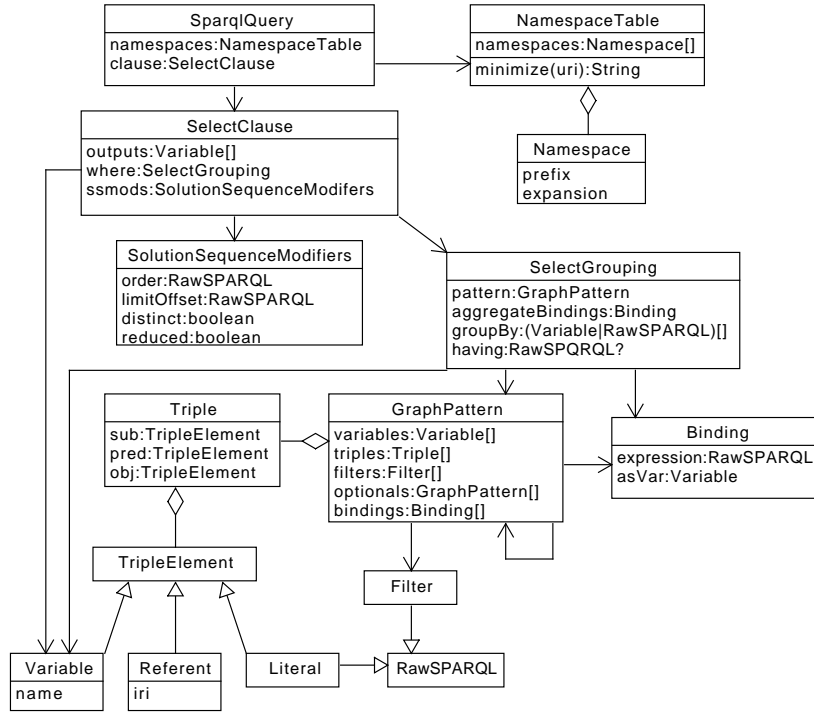 SparqlQuery
namespaces:NamespaceTable
clause:SelectClause
NamespaceTable
namespaces:Namespace[]
minimize(uri):String
SelectClause
outputs:Variable[]
where:SelectGrouping
ssmods:SolutionSequenceModifers
Namespace
prefix
expansion
SolutionSequenceModifiers
order:RawSPARQL
limitOffset:RawSPARQL
distinct:boolean
reduced:boolean
SelectGrouping
pattern:GraphPattern
aggregateBindings:Binding
groupBy:(Variable|RawSPARQL)[]
having:RawSPQRQL?
Triple
sub:TripleElement
pred:TripleElement
obj:TripleElement
GraphPattern
variables:Variable[]
triples:Triple[]
filters:Filter[]
optionals:GraphPattern[]
bindings:Binding[]
Binding
expression:RawSPARQL
asVar:Variable
TripleElement
Filter
Variable
name
Referent
iri
Literal
RawSPARQL